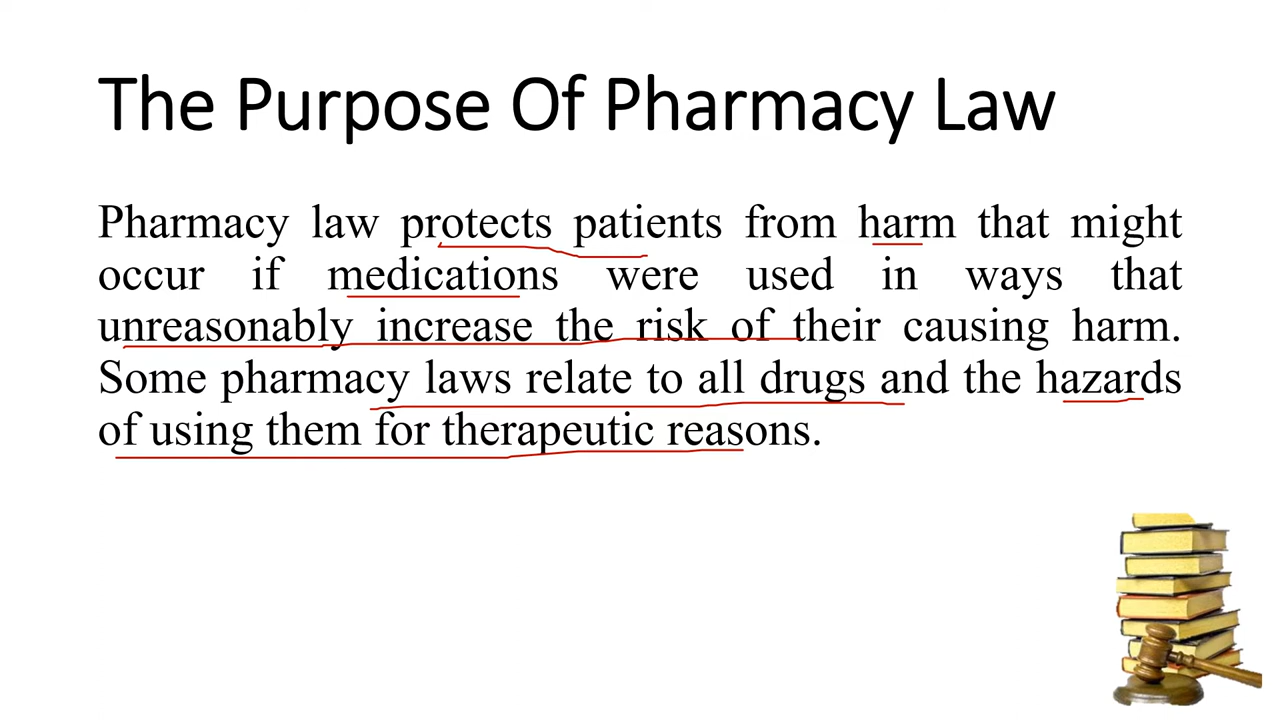 The Purpose Of Pharmacy Law
Pharmacy law protects patients from harm that might
occur if medications were used in ways that
unreasonably increase the risk of their causing harm.
Some pharmacy laws relate to all drugs and the hazards
of using them for therapeutic reasons.